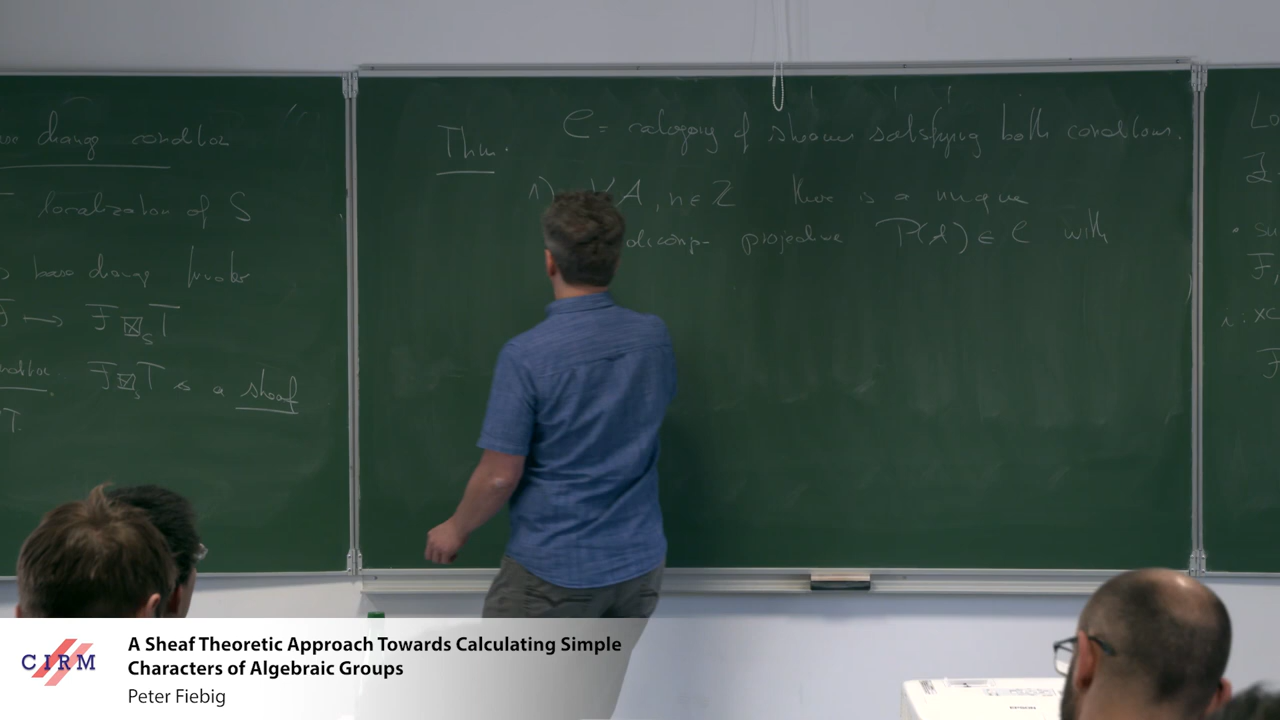 base change condition
localization of S
base change functor
F → F ⊠_S T
condition. F ⊠_S T is a sheaf
T.
Thm. C = category of sheaves satisfying both conditions.
1) ∀ A, n ∈ Z there is a unique
indecomp. projective P(A) ∈ C with
CIRM
A Sheaf Theoretic Approach Towards Calculating Simple
Characters of Algebraic Groups
Peter Fiebig